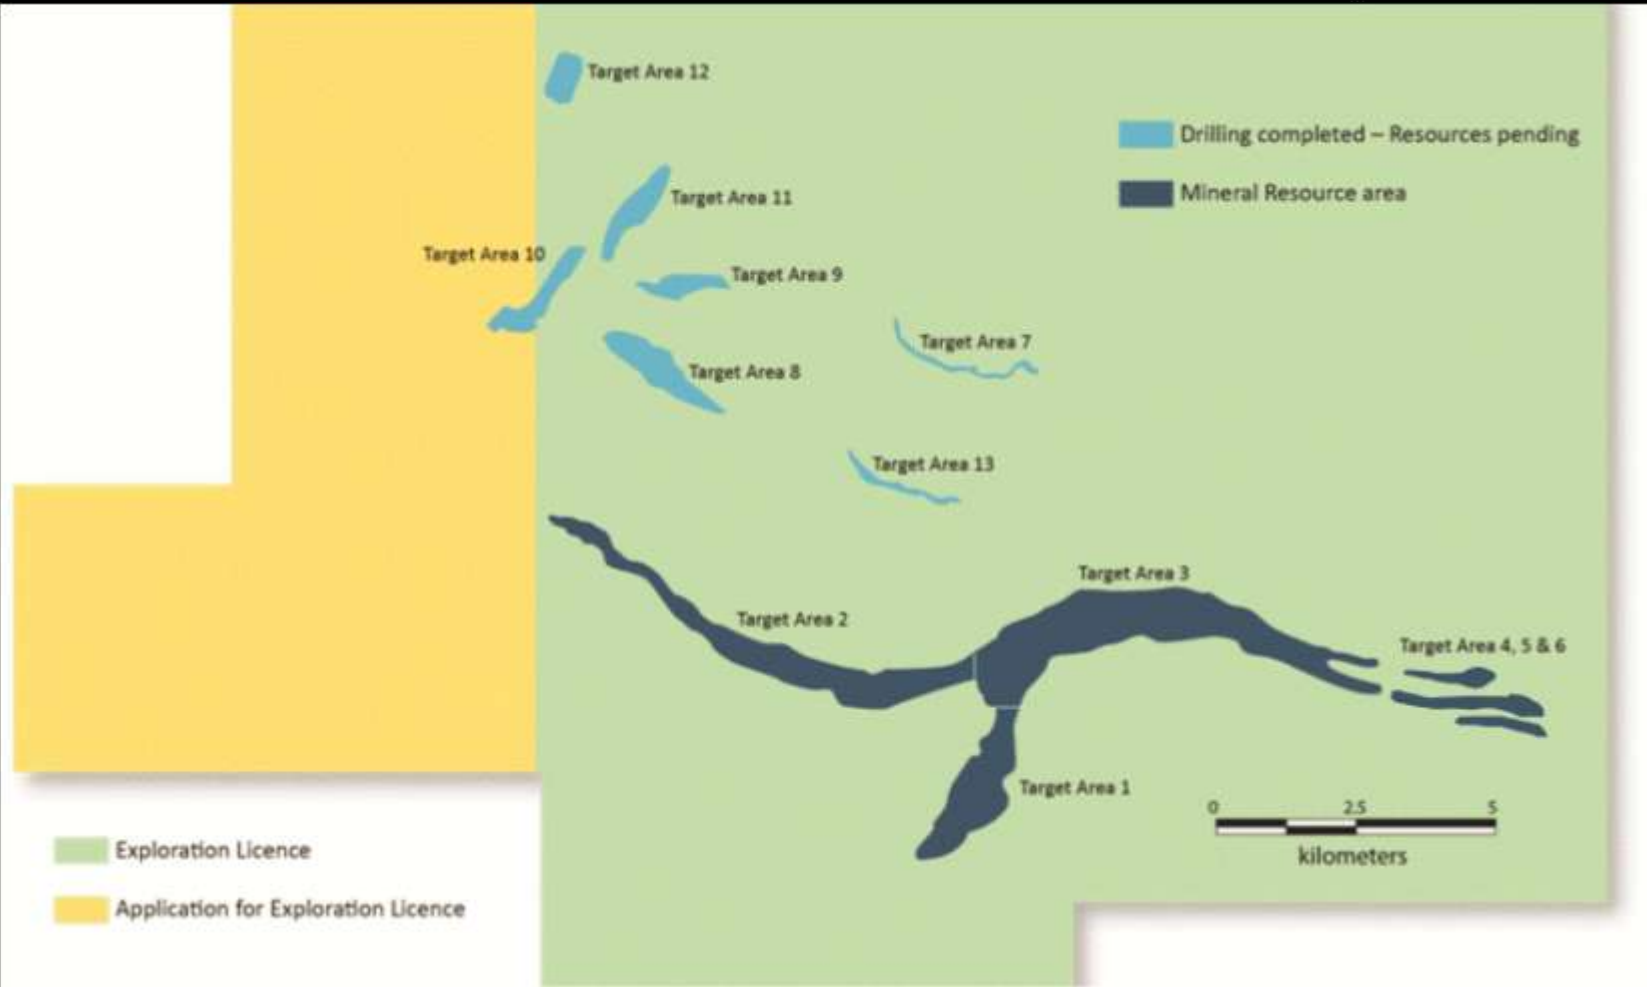 Target Area 12
Drilling completed – Resources pending
Mineral Resource area
Target Area 11
Target Area 10
Target Area 9
Target Area 7
Target Area 8
Target Area 13
Target Area 3
Target Area 2
Target Area 4, 5 & 6
Target Area 1
0 2.5 5
kilometers
Exploration Licence
Application for Exploration Licence